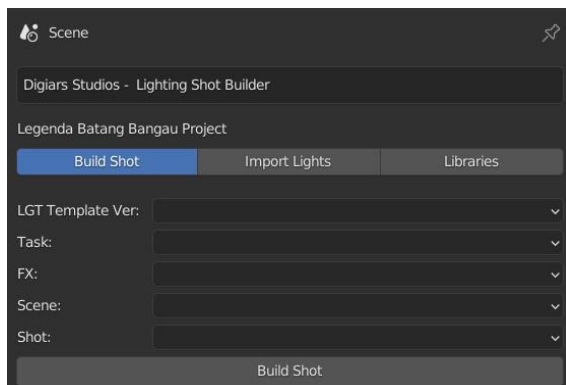 Scene
Digiars Studios -  Lighting Shot Builder
Legenda Batang Bangau Project
Build Shot Import Lights Libraries
LGT Template Ver:
Task:
FX:
Scene:
Shot:
Build Shot